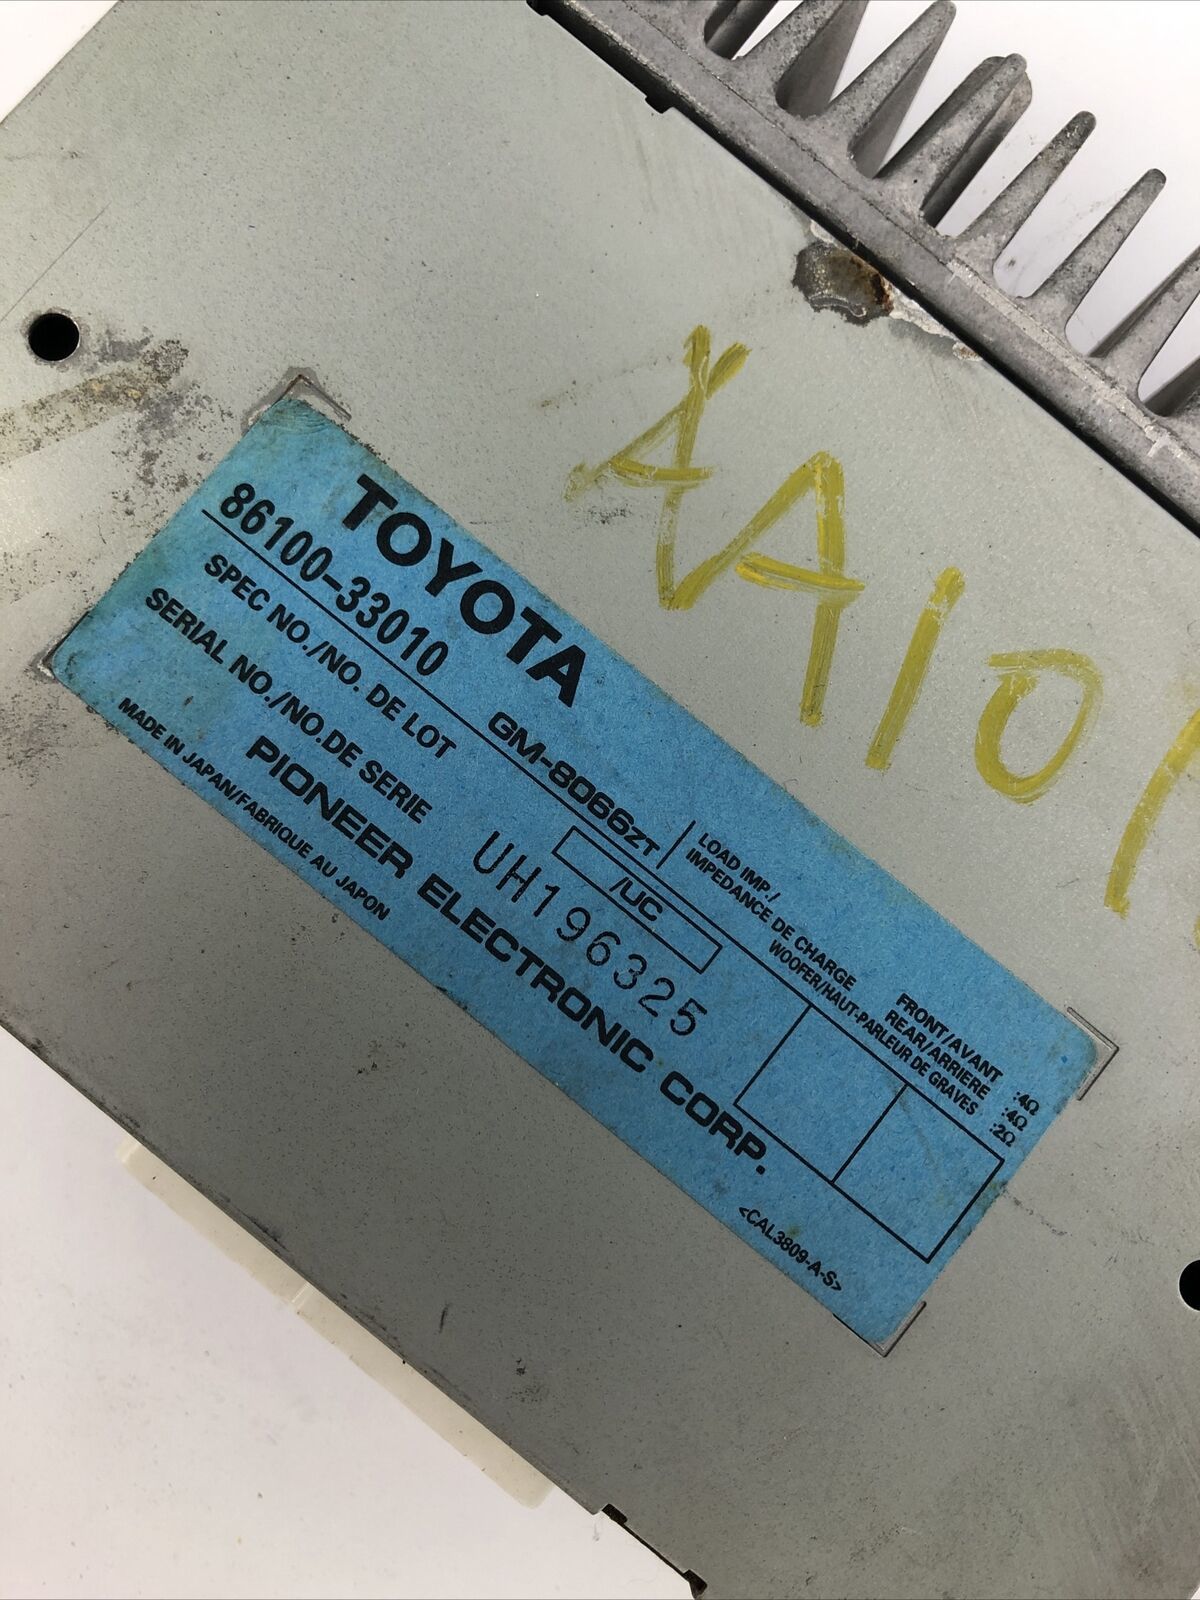 TOYOTA
86100-33010 GM-8066ZT
SPEC NO./NO. DE LOT /UC
SERIAL NO./NO.DE SERIE UH196325
PIONEER ELECTRONIC CORP.
MADE IN JAPAN/FABRIQUE AU JAPON
LOAD IMP./
IMPEDANCE DE CHARGE
FRONT/AVANT :4Ω
REAR/ARRIERE :4Ω
WOOFER/HAUT-PARLEUR DE GRAVES :2Ω
<CAL3809-A-S>